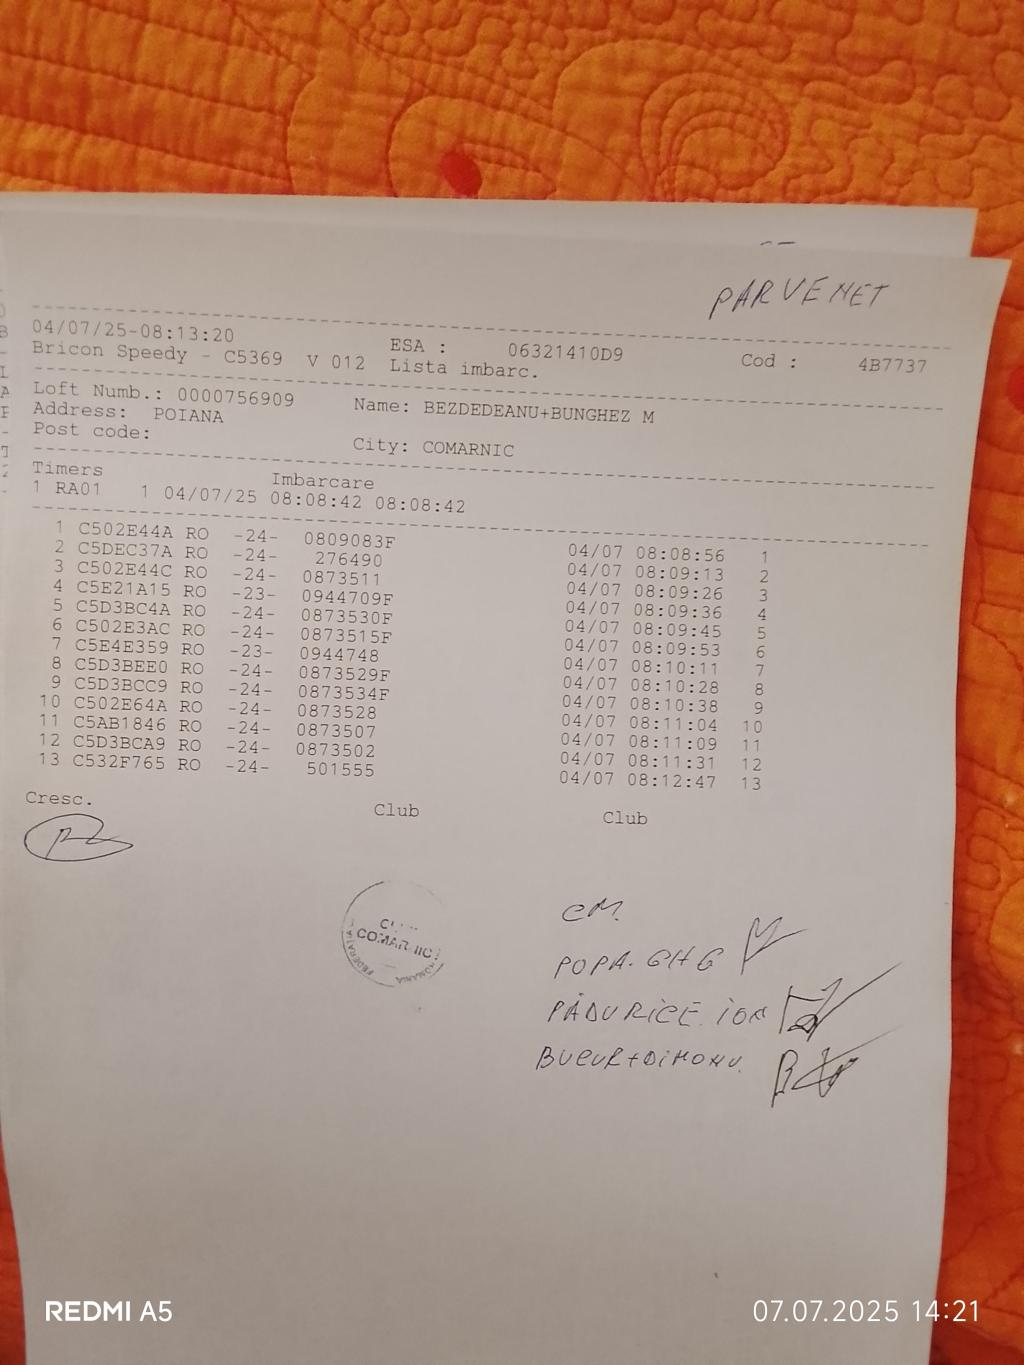 PARVENET
04/07/25-08:13:20 ESA : 06321410D9 Cod : 4B7737
Bricon Speedy - C5369 V 012 Lista imbarc.
Loft Numb.: 0000756909 Name: BEZDEDEANU+BUNGHEZ M
Address: POIANA
Post code: City: COMARNIC
Timers Imbarcare
1 RA01 1 04/07/25 08:08:42 08:08:42
1 C502E44A RO -24- 0809083F 04/07 08:08:56 1
2 C5DEC37A RO -24- 276490 04/07 08:09:13 2
3 C502E44C RO -24- 0873511 04/07 08:09:26 3
4 C5E21A15 RO -23- 0944709F 04/07 08:09:36 4
5 C5D3BC4A RO -24- 0873530F 04/07 08:09:45 5
6 C502E3AC RO -24- 0873515F 04/07 08:09:53 6
7 C5E4E359 RO -23- 0944748 04/07 08:10:11 7
8 C5D3BEE0 RO -24- 0873529F 04/07 08:10:28 8
9 C5D3BCC9 RO -24- 0873534F 04/07 08:10:38 9
10 C502E64A RO -24- 0873528 04/07 08:11:04 10
11 C5AB1846 RO -24- 0873507 04/07 08:11:09 11
12 C5D3BCA9 RO -24- 0873502 04/07 08:11:31 12
13 C532F765 RO -24- 501555 04/07 08:12:47 13
Cresc. Club Club
COMARNIC
CM.
POPA. GHG
PĂDURICE. ION
BUCUR+DIMONU.
REDMI A5 07.07.2025 14:21